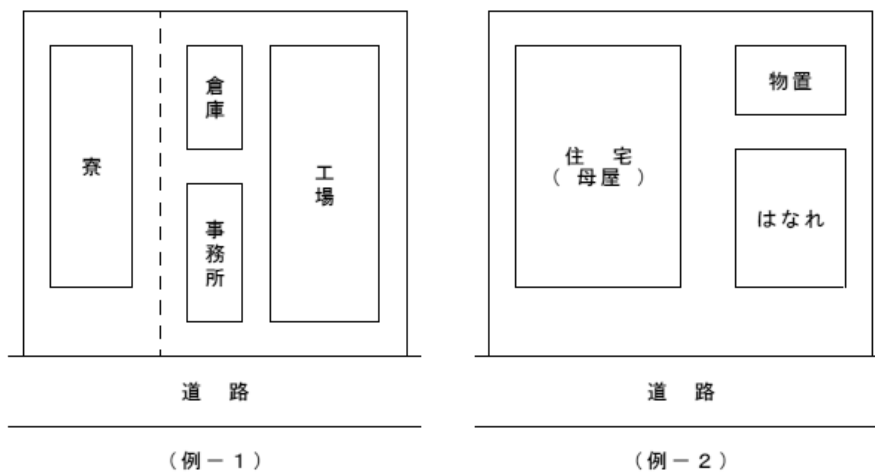 寮
倉庫
事務所
工場
道 路
（例－１）
住 宅
（ 母屋 ）
物置
はなれ
道 路
（例－２）